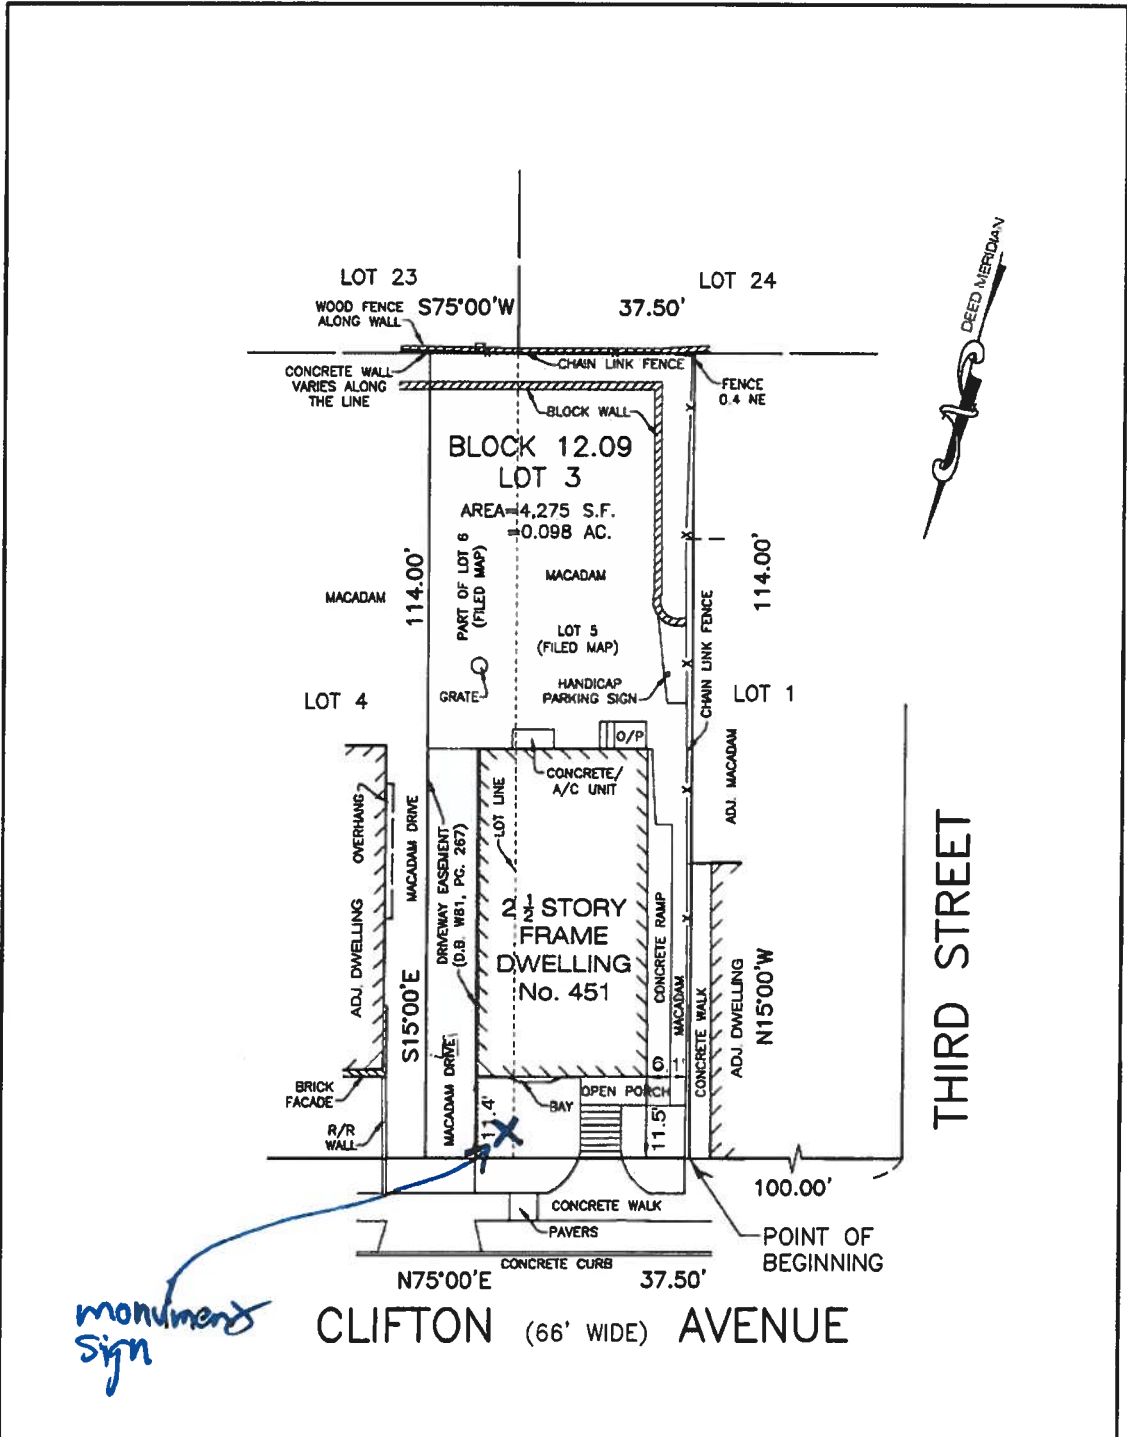 LOT 23
LOT 24
WOOD FENCE
ALONG WALL
S75°00'W
37.50'
DEED MERIDIAN
CHAIN LINK FENCE
CONCRETE WALL
VARIES ALONG
THE LINE
FENCE
0.4 NE
BLOCK WALL
BLOCK 12.09
LOT 3
AREA=4,275 S.F.
=0.098 AC.
114.00'
PART OF LOT 6
(FILED MAP)
MACADAM
MACADAM
114.00'
LOT 5
(FILED MAP)
GRATE
HANDICAP
PARKING SIGN
CHAIN LINK FENCE
LOT 4
LOT 1
O/P
CONCRETE/
A/C UNIT
ADJ. MACADAM
OVERHANG
MACADAM DRIVE
DRIVEWAY EASEMENT
(D.B. W81, PG. 267)
LOT LINE
2 1/2 STORY
FRAME
DWELLING
No. 451
CONCRETE RAMP
MACADAM
CONCRETE WALK
ADJ. DWELLING
ADJ. DWELLING
N15°00'W
THIRD STREET
S15°00'E
MACADAM DRIVE
6.1'
BRICK
FACADE
R/R
WALL
11.4'
BAY
OPEN PORCH
11.5'
100.00'
CONCRETE WALK
PAVERS
POINT OF
BEGINNING
CONCRETE CURB
N75°00'E
37.50'
monument
sign
CLIFTON (66' WIDE) AVENUE